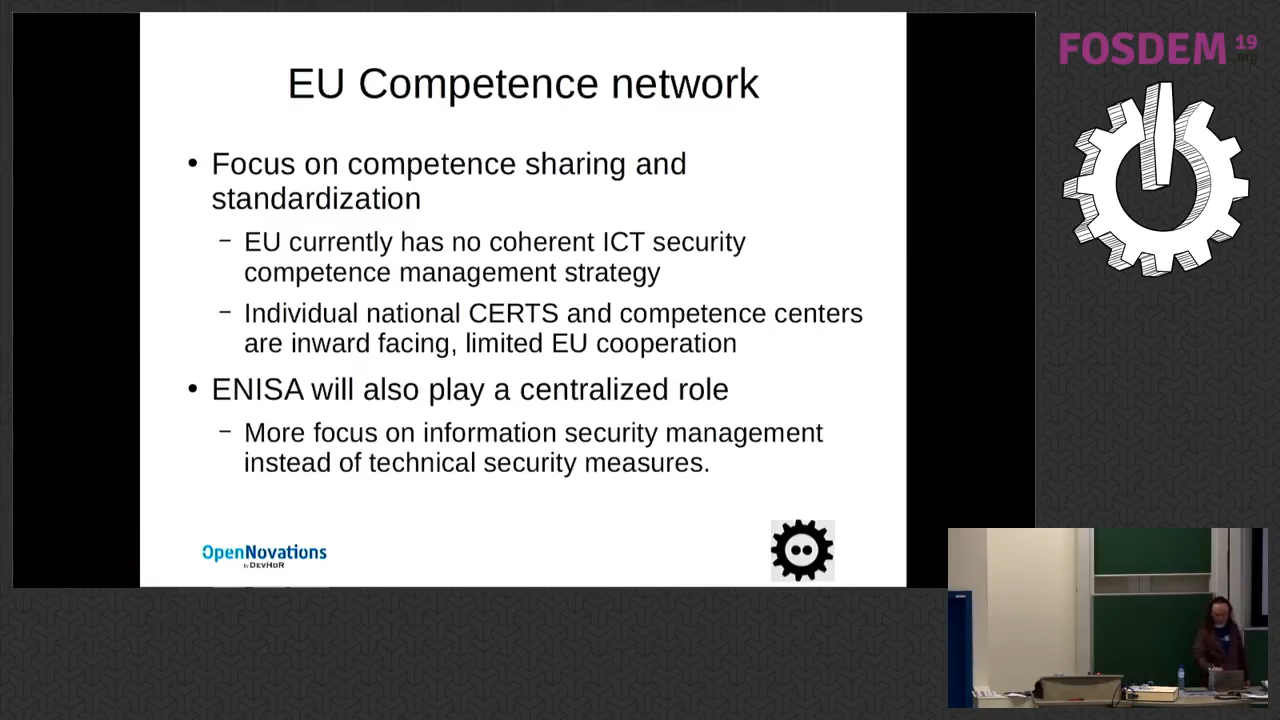 EU Competence network
• Focus on competence sharing and
standardization
– EU currently has no coherent ICT security
competence management strategy
– Individual national CERTS and competence centers
are inward facing, limited EU cooperation
• ENISA will also play a centralized role
– More focus on information security management
instead of technical security measures.
OpenNovations
by DEVHDR
FOSDEM 19
.org